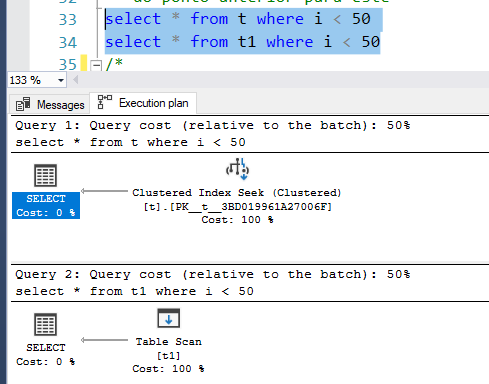 do ponto anterior para este
33 select * from t where i < 50
34 select * from t1 where i < 50
35 /*
133 %
Messages Execution plan
Query 1: Query cost (relative to the batch): 50%
select * from t where i < 50
SELECT
Cost: 0 %
Clustered Index Seek (Clustered)
[t].[PK__t__3BD019961A27006F]
Cost: 100 %
Query 2: Query cost (relative to the batch): 50%
select * from t1 where i < 50
SELECT
Cost: 0 %
Table Scan
[t1]
Cost: 100 %